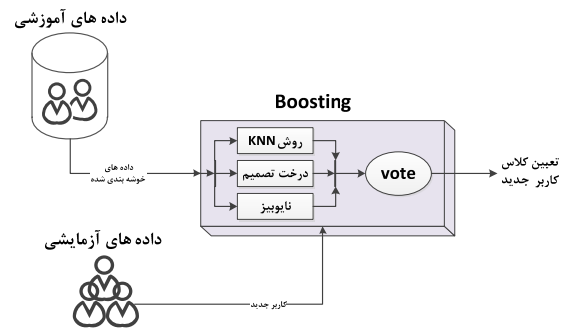 داده های آموزشی
Boosting
روش KNN
درخت تصمیم
نایوبیز
vote
داده های
خوشه بندی شده
تعیین کلاس
کاربر جدید
داده های آزمایشی
کاربر جدید